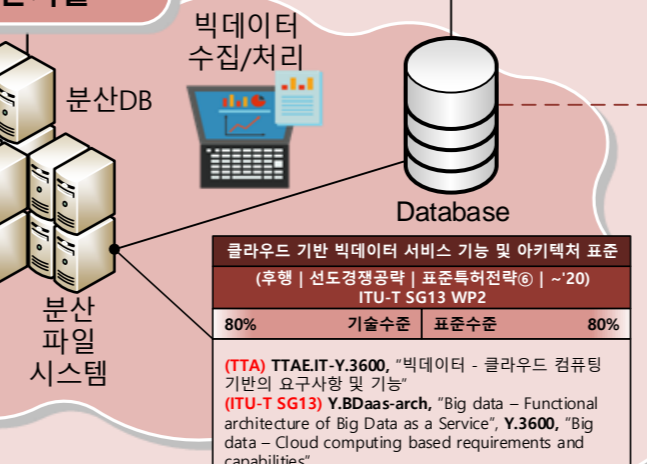 빅데이터
수집/처리
분산DB
Database
분산
파일
시스템
클라우드 기반 빅데이터 서비스 기능 및 아키텍처 표준
(후행 | 선도경쟁공략 | 표준특허전략⑥ | ~'20)
ITU-T SG13 WP2
80% 기술수준 표준수준 80%
(TTA) TTAE.IT-Y.3600, “빅데이터 - 클라우드 컴퓨팅
기반의 요구사항 및 기능”
(ITU-T SG13) Y.BDaas-arch, “Big data – Functional
architecture of Big Data as a Service”, Y.3600, “Big
data – Cloud computing based requirements and
capabilities”